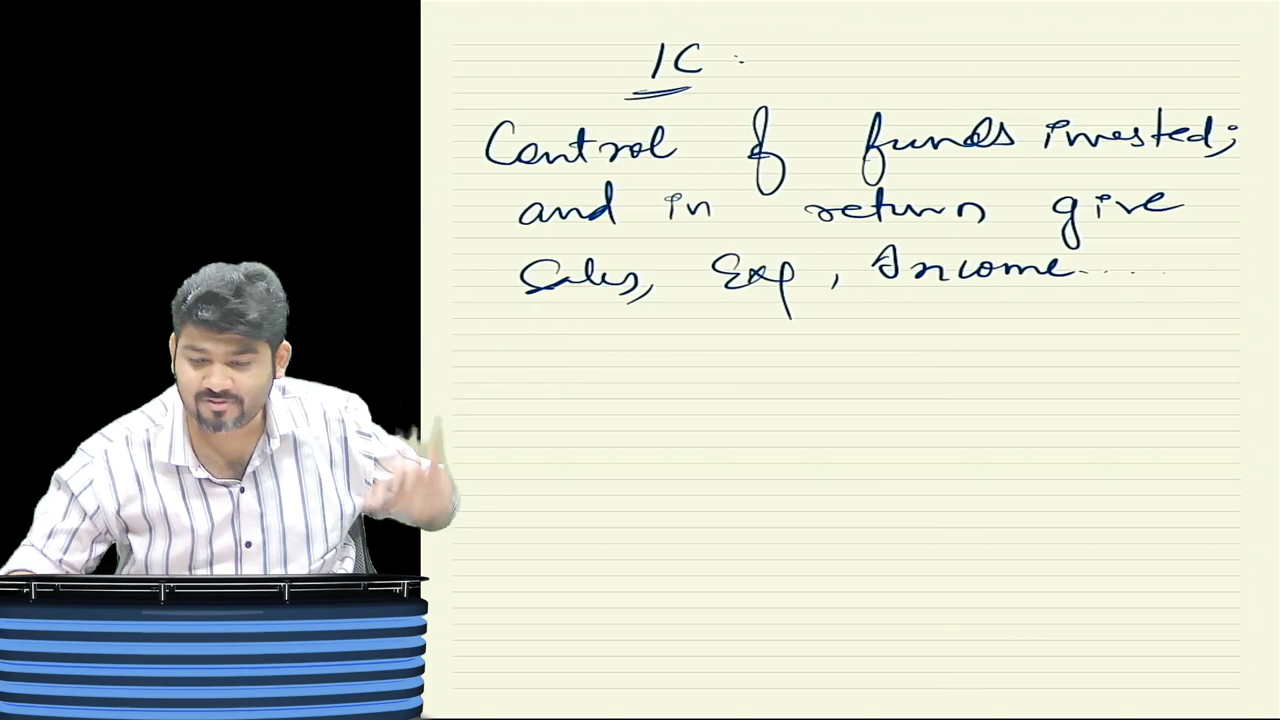 IC :
Control of funds invested;
and in return give
Sales, Exp, Income.....